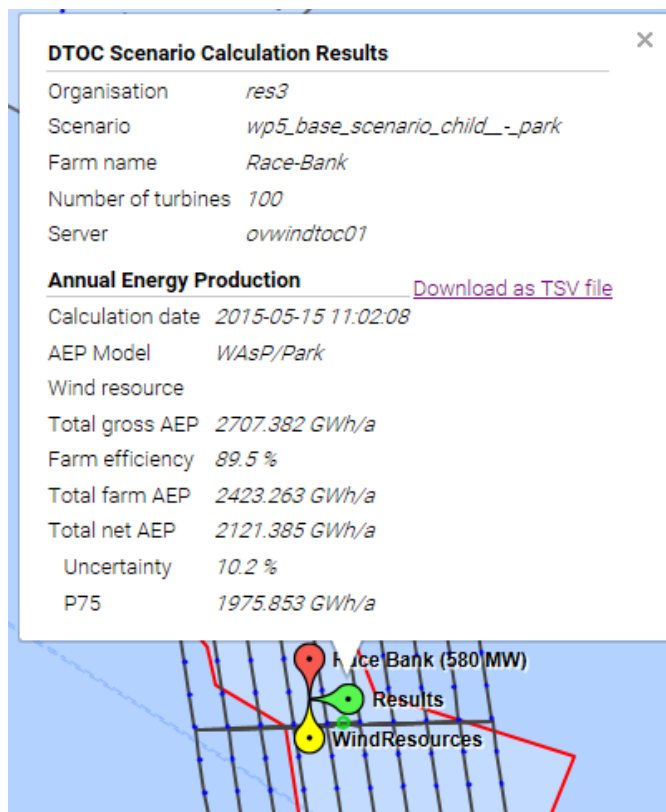 DTOC Scenario Calculation Results
Organisation res3
Scenario wp5_base_scenario_child__-_park
Farm name Race-Bank
Number of turbines 100
Server ovwindtoc01
Annual Energy Production Download as TSV file
Calculation date 2015-05-15 11:02:08
AEP Model WAsP/Park
Wind resource
Total gross AEP 2707.382 GWh/a
Farm efficiency 89.5 %
Total farm AEP 2423.263 GWh/a
Total net AEP 2121.385 GWh/a
Uncertainty 10.2 %
P75 1975.853 GWh/a
Race Bank (580 MW)
Results
WindResources